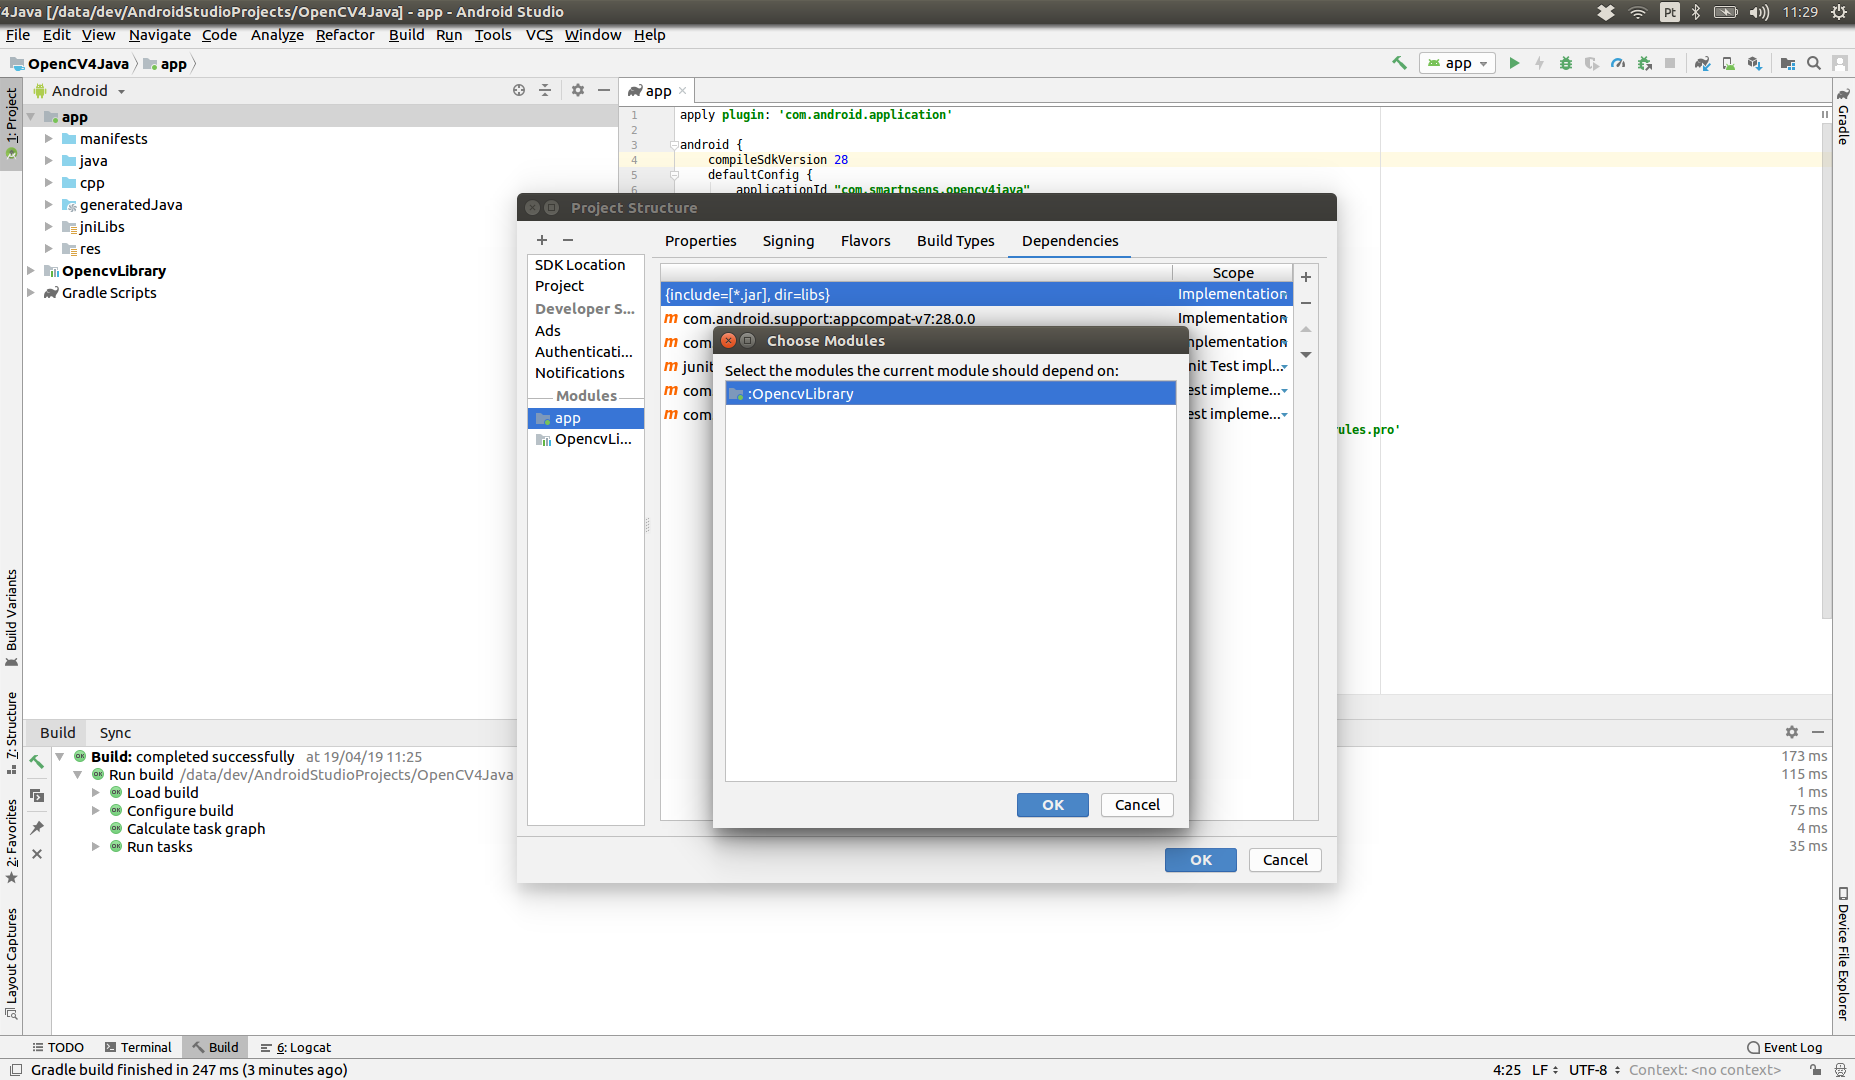 4Java [/data/dev/AndroidStudioProjects/OpenCV4Java] - app - Android Studio
Pt
11:29
File Edit View Navigate Code Analyze Refactor Build Run Tools VCS Window Help
OpenCV4Java app
app
1: Project
Android
app
Gradle
app
manifests
java
cpp
generatedJava
jniLibs
res
OpencvLibrary
Gradle Scripts
1 apply plugin: 'com.android.application'
2
3 android {
4 compileSdkVersion 28
5 defaultConfig {
6 applicationId "com.smartnsens.opencv4java"
ules.pro'
Project Structure
SDK Location
Project
Developer S...
Ads
Authenticati...
Notifications
Modules
app
OpencvLi...
Properties Signing Flavors Build Types Dependencies
Scope
{include=[*.jar], dir=libs} Implementation
m com.android.support:appcompat-v7:28.0.0 Implementation
m com mplementation
m junit nit Test impl...
m com est impleme...
m com est impleme...
Choose Modules
Select the modules the current module should depend on:
:OpencvLibrary
OK Cancel
OK Cancel
Build Variants
7: Structure
2: Favorites
Layout Captures
Device File Explorer
Build Sync
Build: completed successfully at 19/04/19 11:25 173 ms
Run build /data/dev/AndroidStudioProjects/OpenCV4Java 115 ms
Load build 1 ms
Configure build 75 ms
Calculate task graph 4 ms
Run tasks 35 ms
TODO Terminal Build 6: Logcat Event Log
Gradle build finished in 247 ms (3 minutes ago) 4:25 LF UTF-8 Context: <no context>